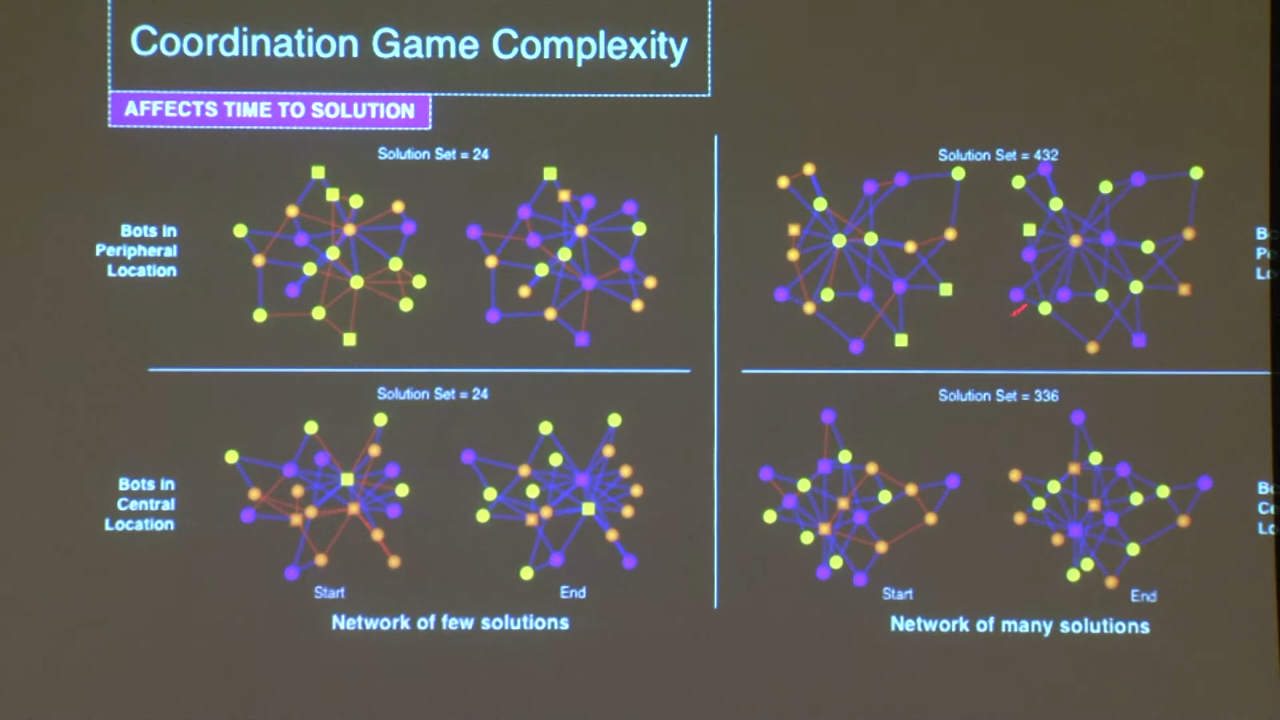 Coordination Game Complexity
AFFECTS TIME TO SOLUTION
Solution Set = 24
Solution Set = 432
Bots in
Peripheral
Location
Solution Set = 24
Solution Set = 336
Bots in
Central
Location
Start
End
Start
End
Network of few solutions
Network of many solutions